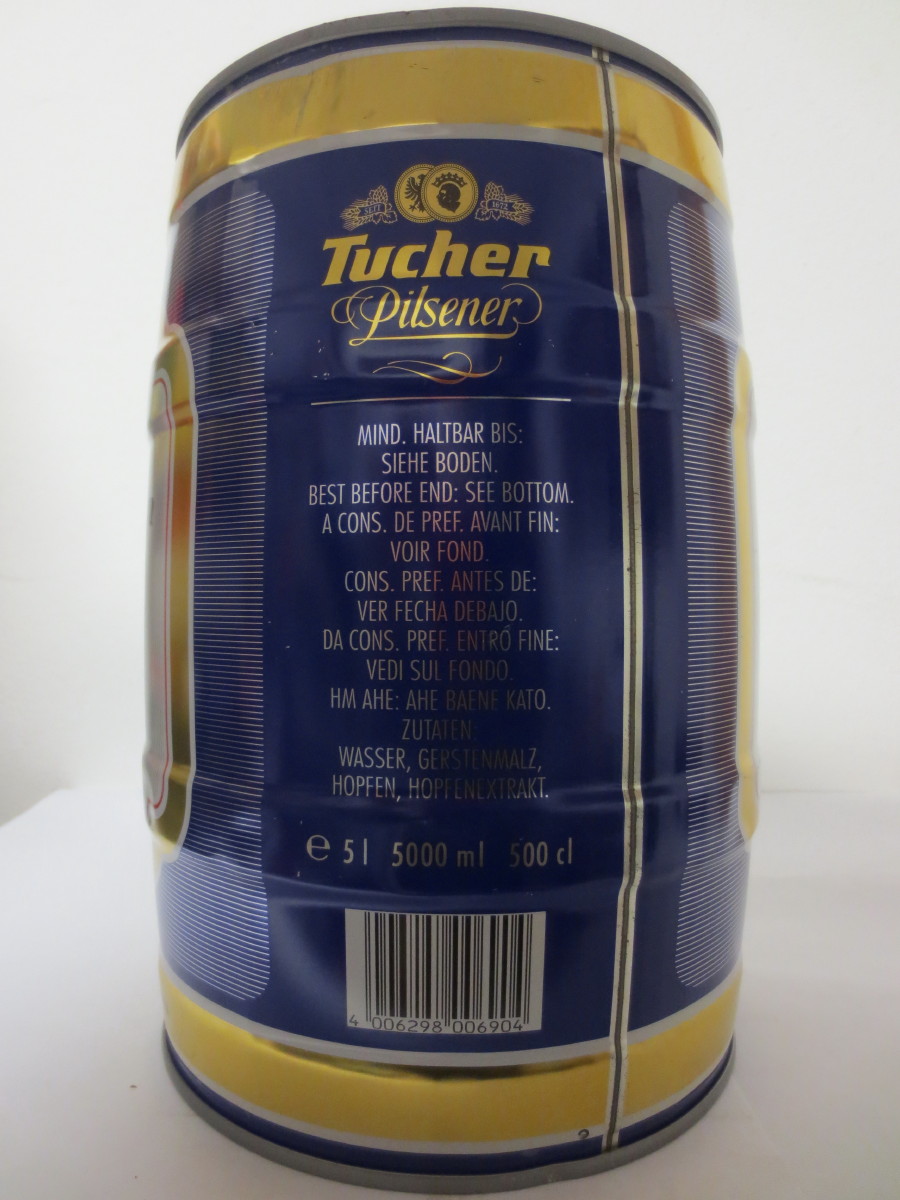 SEIT 1672
Tucher
Pilsener
MIND. HALTBAR BIS:
SIEHE BODEN.
BEST BEFORE END: SEE BOTTOM.
A CONS. DE PREF. AVANT FIN:
VOIR FOND.
CONS. PREF. ANTES DE:
VER FECHA DEBAJO.
DA CONS. PREF. ENTRÓ FINE:
VEDI SUL FONDO.
HM AHE: AHE BAENE KATO.
ZUTATEN:
WASSER, GERSTENMALZ,
HOPFEN, HOPFENEXTRAKT.
℮ 5 l 5000 ml 500 cl
4 006298 006904